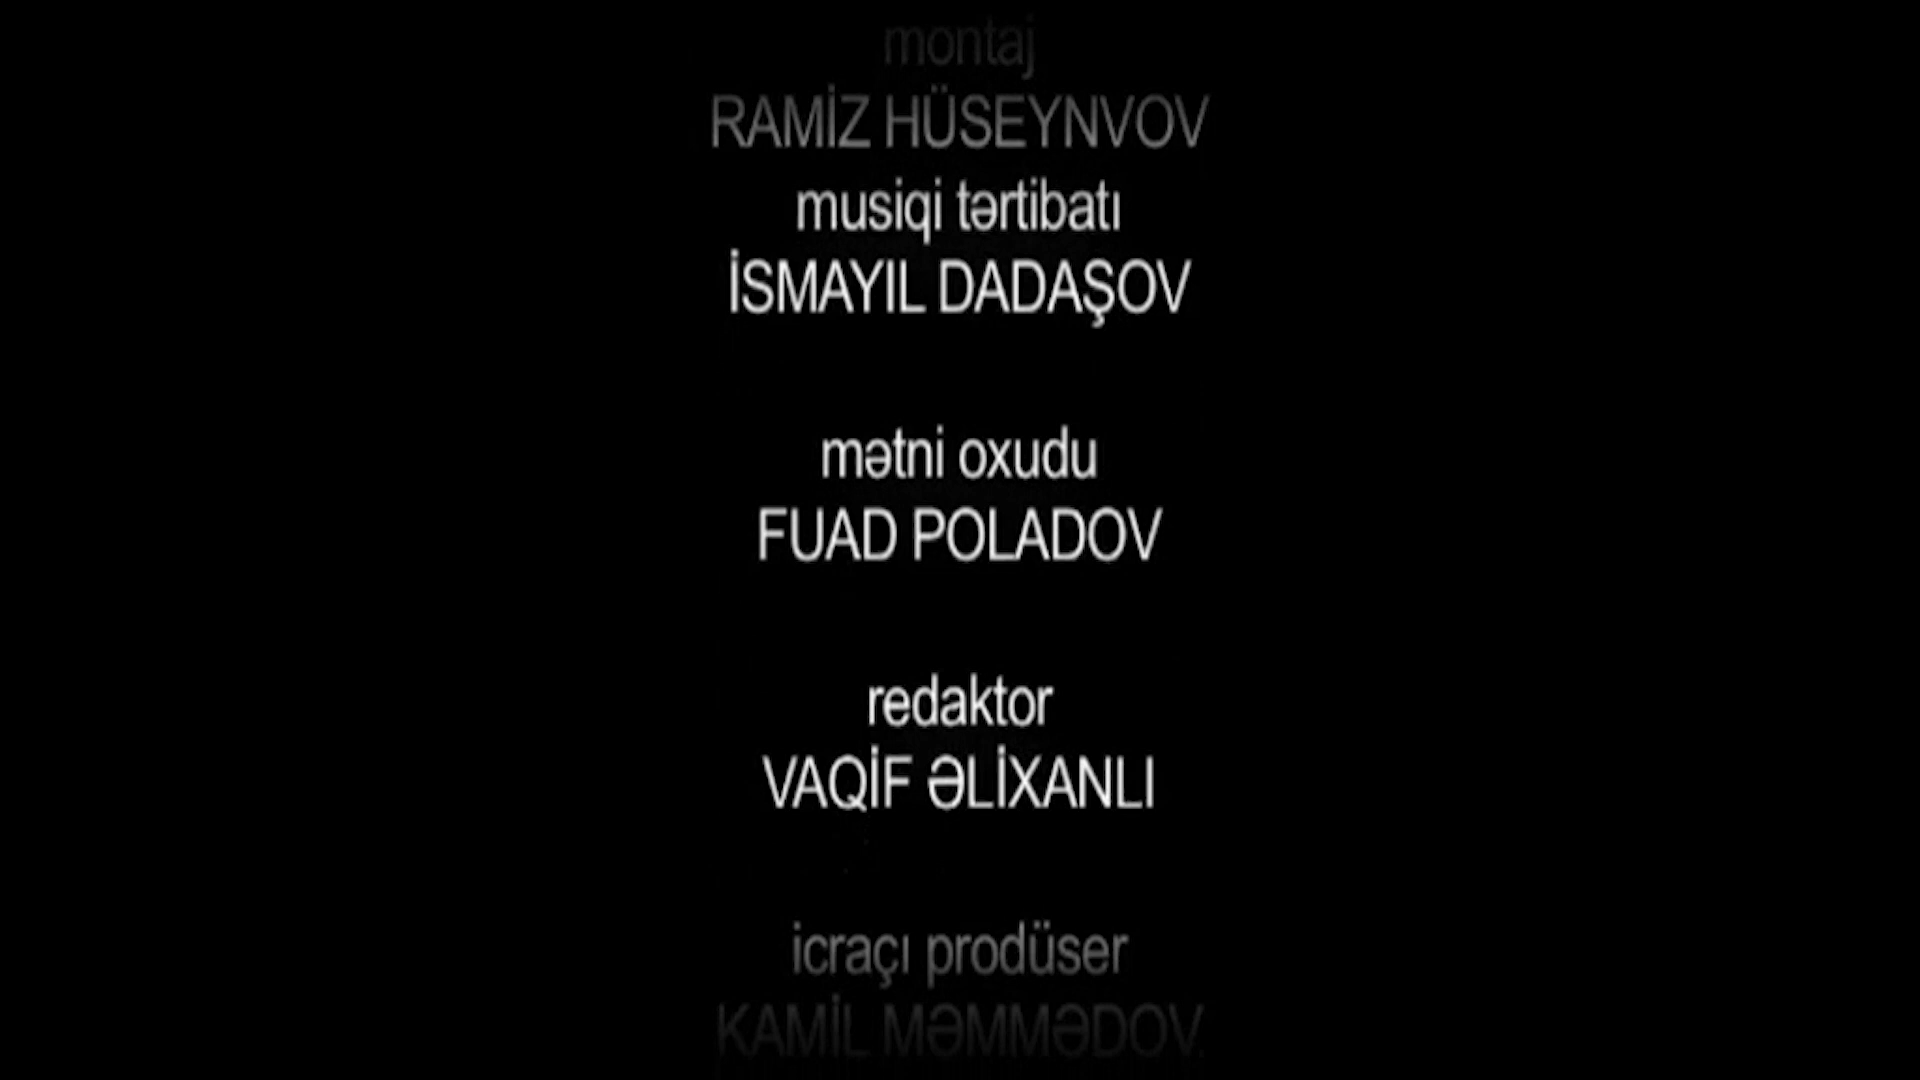 montaj
RAMİZ HÜSEYNVOV
musiqi tərtibatı
İSMAYIL DADAŞOV
mətni oxudu
FUAD POLADOV
redaktor
VAQİF ƏLİXANLI
icraçı prodüser
KAMİL MƏMMƏDOV